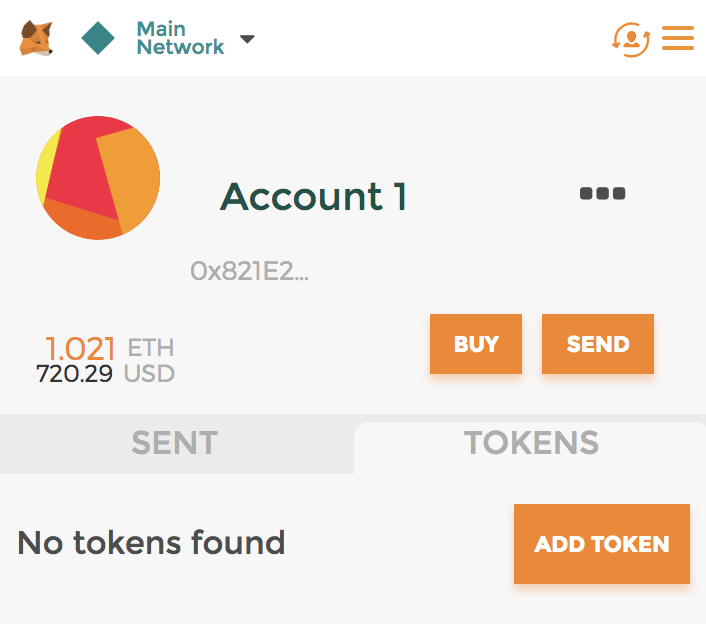 Main
Network
Account 1
0x821E2...
1.021 ETH
720.29 USD
BUY
SEND
SENT
TOKENS
No tokens found
ADD TOKEN